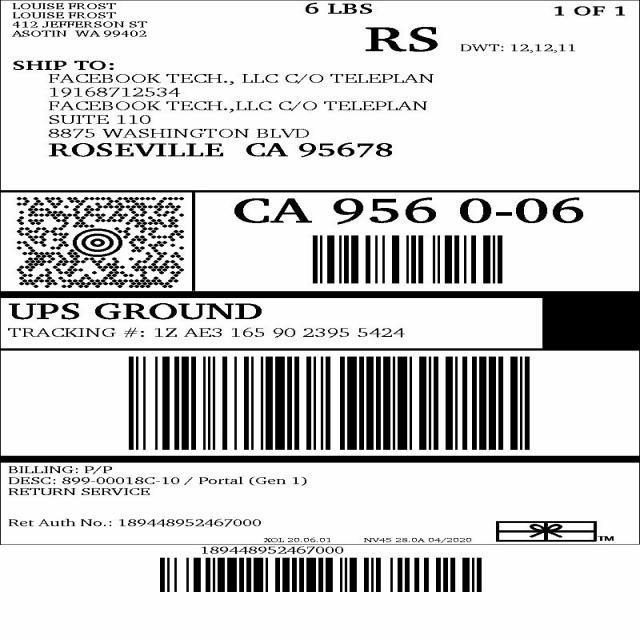 LOUISE FROST
LOUISE FROST
412 JEFFERSON ST
ASOTIN  WA 99402
6 LBS
1 OF 1
RS
DWT: 12,12,11
SHIP TO:
FACEBOOK TECH., LLC C/O TELEPLAN
19168712534
FACEBOOK TECH.,LLC C/O TELEPLAN
SUITE 110
8875 WASHINGTON BLVD
ROSEVILLE  CA 95678
CA 956 0-06
UPS GROUND
TRACKING #: 1Z AE3 165 90 2395 5424
BILLING: P/P
DESC: 899-00018C-10 / Portal (Gen 1)
RETURN SERVICE
Ret Auth No.: 189448952467000
XOL 20.06.01
NV45 28.0A 04/2020
TM
189448952467000